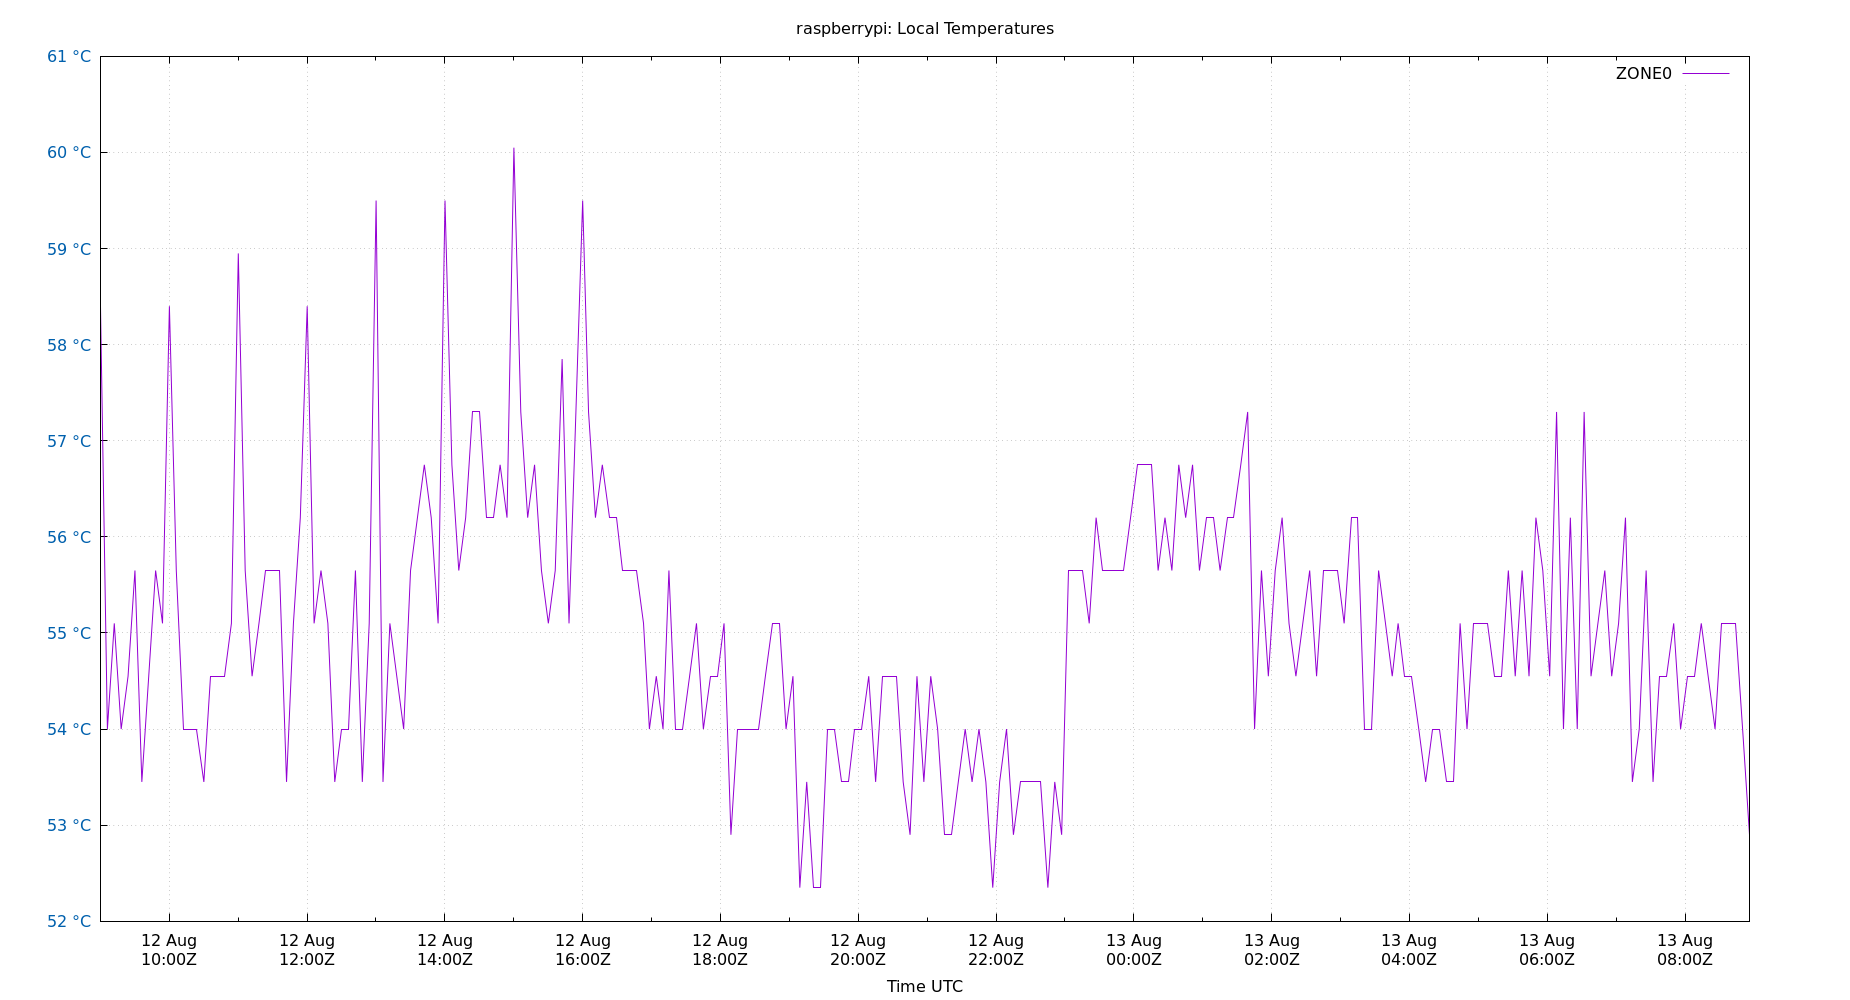 raspberrypi: Local Temperatures
61 °C
ZONE0
60 °C
59 °C
58 °C
57 °C
56 °C
55 °C
54 °C
53 °C
52 °C
12 Aug 12 Aug 12 Aug 12 Aug 12 Aug 12 Aug 12 Aug 13 Aug 13 Aug 13 Aug 13 Aug 13 Aug
10:00Z 12:00Z 14:00Z 16:00Z 18:00Z 20:00Z 22:00Z 00:00Z 02:00Z 04:00Z 06:00Z 08:00Z
Time UTC